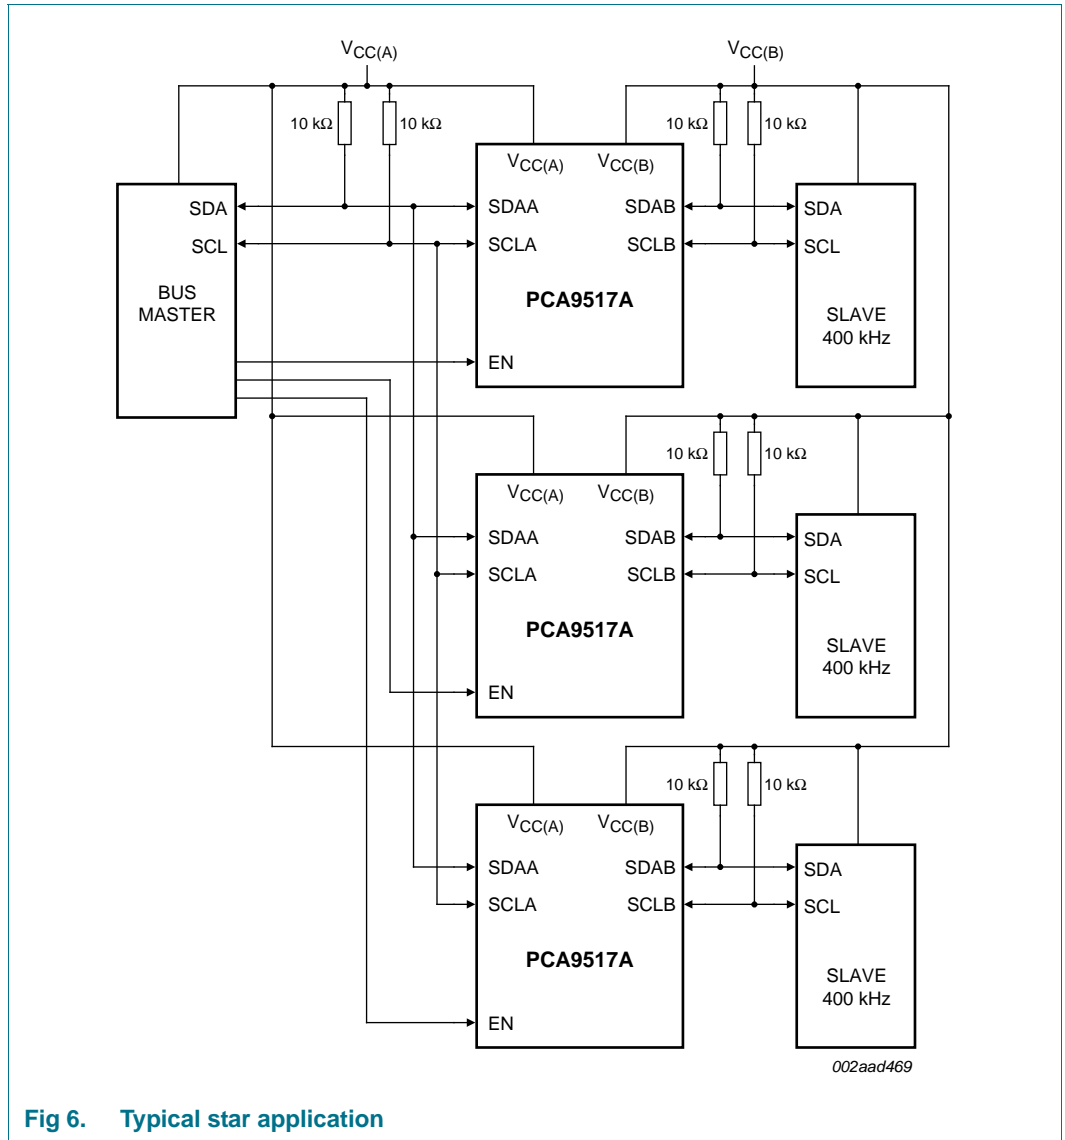 VCC(A) VCC(B)
10 kΩ 10 kΩ 10 kΩ 10 kΩ
VCC(A) VCC(B)
SDA SDAA SDAB SDA
SCL SCLA SCLB SCL
BUS
MASTER
PCA9517A
SLAVE
400 kHz
EN
10 kΩ 10 kΩ
VCC(A) VCC(B)
SDAA SDAB SDA
SCLA SCLB SCL
PCA9517A
SLAVE
400 kHz
EN
10 kΩ 10 kΩ
VCC(A) VCC(B)
SDAA SDAB SDA
SCLA SCLB SCL
PCA9517A
SLAVE
400 kHz
EN
002aad469
Fig 6. Typical star application